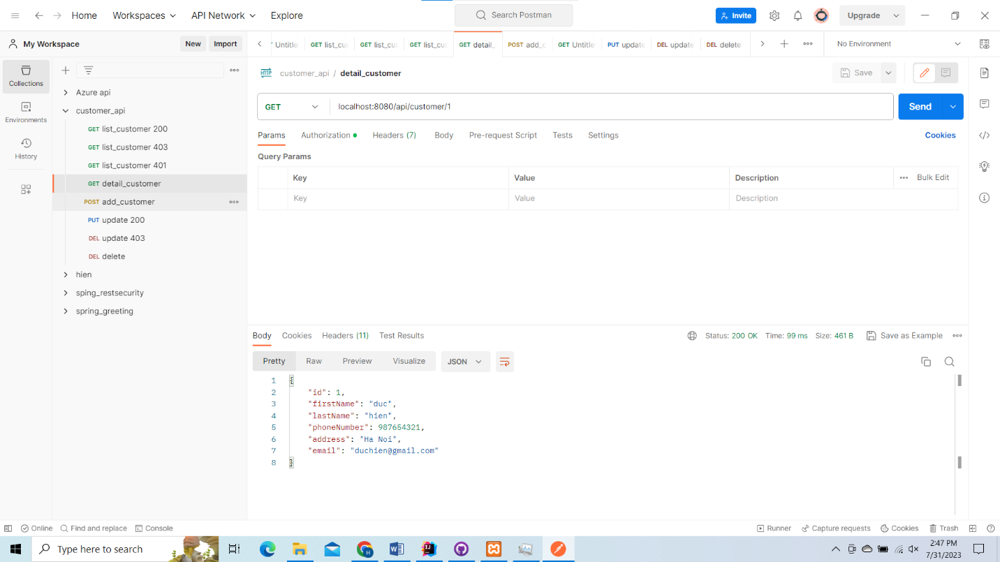 Home Workspaces API Network Explore Search Postman Invite Upgrade
My Workspace New Import Untitle GET list_cus GET list_cus GET list_cus GET detail_ POST add_c GET Untitle PUT update DEL update DEL delete No Environment
Collections
Environments
History
Azure api
customer_api
GET list_customer 200
GET list_customer 403
GET list_customer 401
GET detail_customer
POST add_customer
PUT update 200
DEL update 403
DEL delete
hien
sping_restsecurity
spring_greeting
HTTP customer_api / detail_customer Save
GET localhost:8080/api/customer/1 Send
Params Authorization Headers (7) Body Pre-request Script Tests Settings Cookies
Query Params
Key Value Description Bulk Edit
Key Value Description
Body Cookies Headers (11) Test Results Status: 200 OK Time: 99 ms Size: 461 B Save as Example
Pretty Raw Preview Visualize JSON
1 {
2 "id": 1,
3 "firstName": "duc",
4 "lastName": "hien",
5 "phoneNumber": 987654321,
6 "address": "Ha Noi",
7 "email": "duchien@gmail.com"
8 }
Online Find and replace Console Runner Capture requests Cookies Trash
Type here to search 2:47 PM
7/31/2023